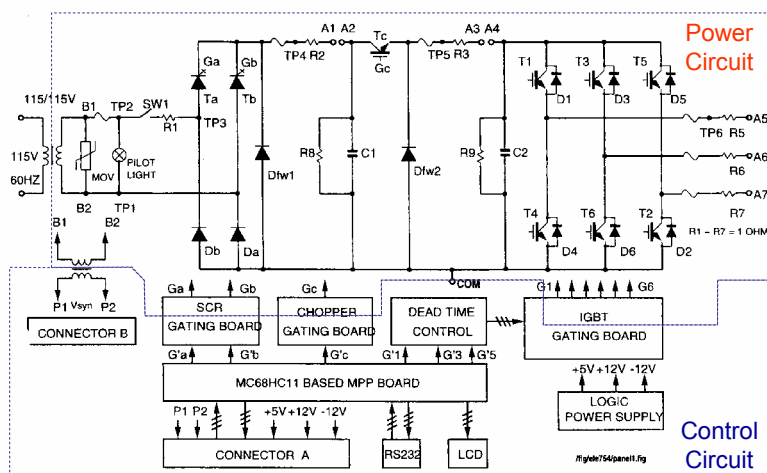 Power
Circuit
A1 A2
Tc
A3 A4
Ga
Gb
TP4 R2
Gc
TP5 R3
T1
T3
T5
115/115V
B1
TP2
SW1
Ta
Tb
D1
D3
D5
R1
TP3
A5
TP6 R5
115V
60HZ
PILOT
LIGHT
MOV
R8
C1
Dfw1
Dfw2
R9
C2
A6
R6
A7
B2
TP1
T4
T6
T2
R7
R1 - R7 = 1 OHM
B1
B2
Db
Da
D4
D6
D2
COM
P1 Vsyn P2
Ga
Gb
Gc
G1
G6
CONNECTOR B
SCR
GATING BOARD
CHOPPER
GATING BOARD
DEAD TIME
CONTROL
IGBT
GATING BOARD
G'a
G'b
G'c
G'1
G'3
G'5
MC68HC11 BASED MPP BOARD
+5V +12V -12V
P1 P2
+5V +12V -12V
LOGIC
POWER SUPPLY
CONNECTOR A
RS232
LCD
/fig/ele754/panel1.fig
Control
Circuit